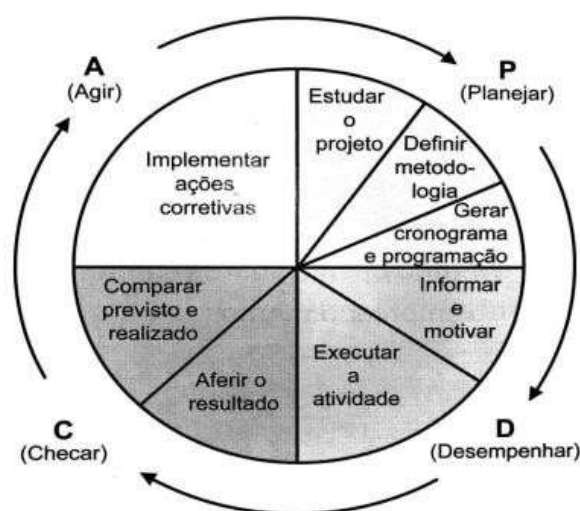 A
(Agir)
P
(Planejar)
Estudar
o
projeto
Definir
metodo-
logia
Gerar
cronograma
e programação
Informar
e
motivar
Executar
a
atividade
D
(Desempenhar)
Aferir o
resultado
Comparar
previsto e
realizado
C
(Checar)
Implementar
ações
corretivas